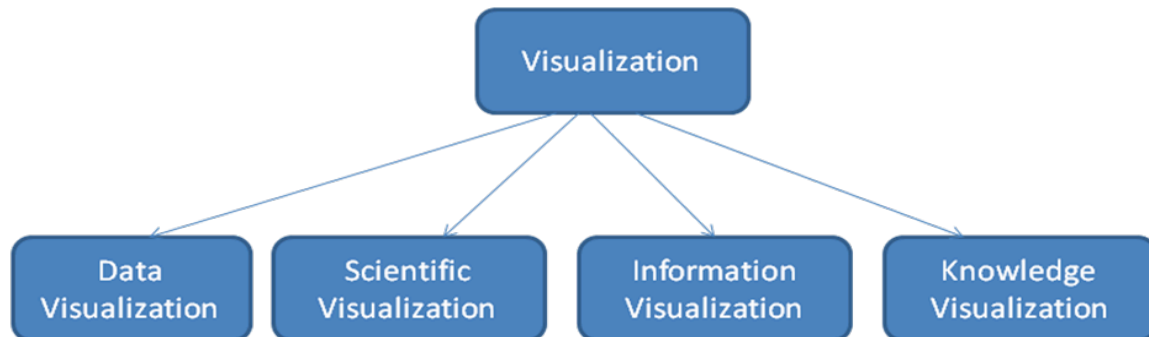 Visualization
Data
Visualization
Scientific
Visualization
Information
Visualization
Knowledge
Visualization